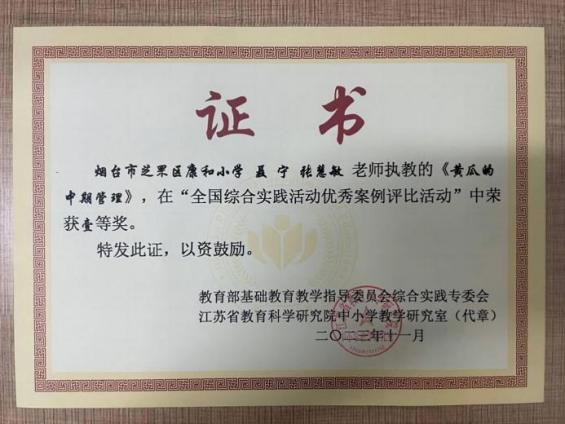 证书
烟台市芝罘区康和小学 聂宁 张慧敏 老师执教的《黄瓜的
中期管理》，在“全国综合实践活动优秀案例评比活动”中荣
获壹等奖。
特发此证，以资鼓励。
教育部基础教育教学指导委员会综合实践专委会
江苏省教育科学研究院中小学教学研究室（代章）
二〇二三年十一月